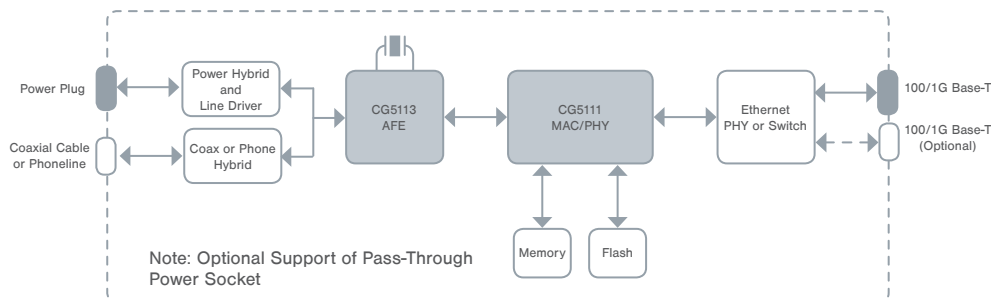 Power Plug
Power Hybrid
and
Line Driver
Coaxial Cable
or Phoneline
Coax or Phone
Hybrid
CG5113
AFE
CG5111
MAC/PHY
Memory
Flash
Ethernet
PHY or Switch
100/1G Base-T
100/1G Base-T
(Optional)
Note: Optional Support of Pass-Through
Power Socket